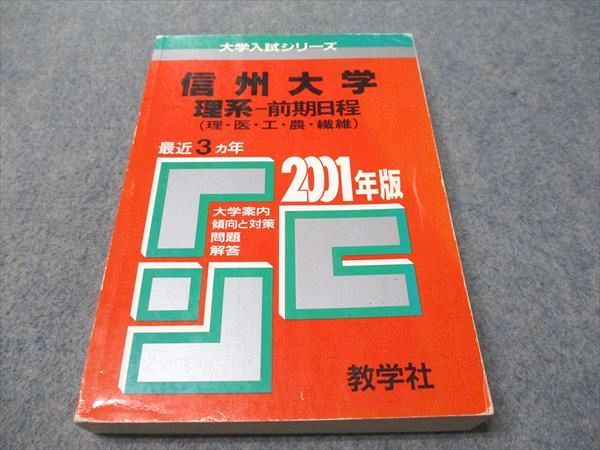 大学入試シリーズ
信州大学
理系-前期日程
(理・医・工・農・繊維)
最近3ヵ年
2001年版
大学案内
傾向と対策
問題
解答
教学社